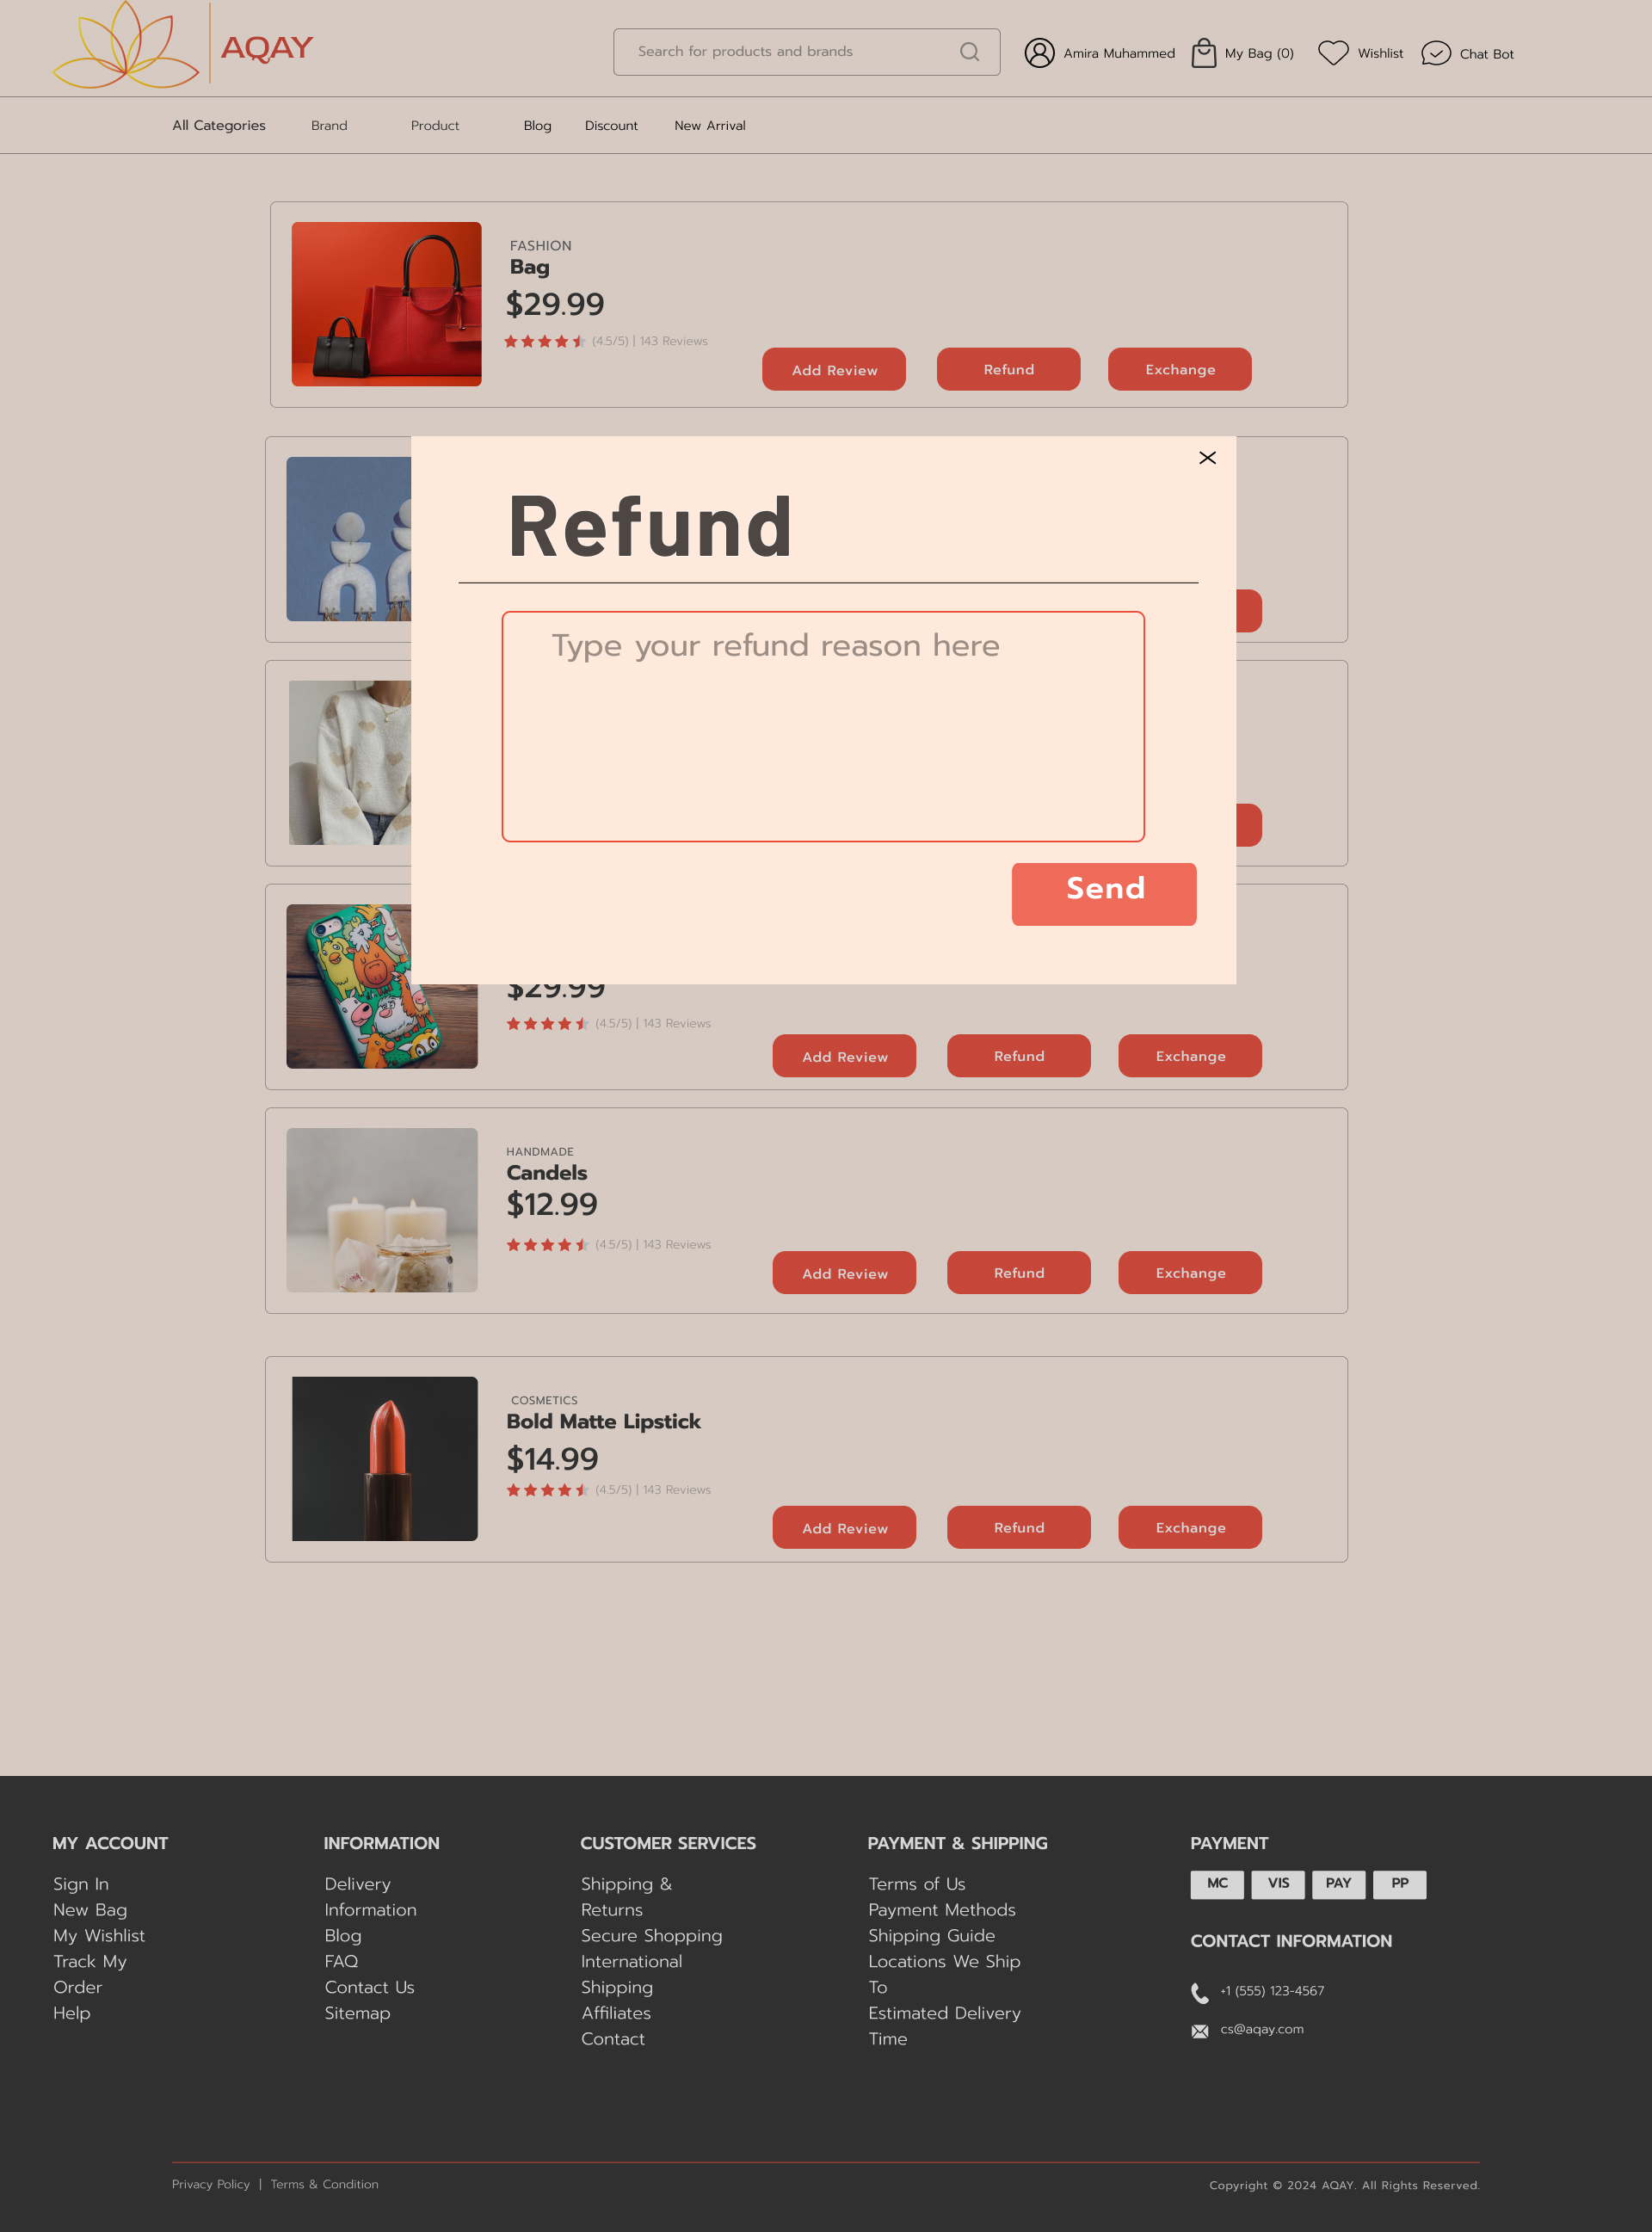 AQAY
Search for products and brands
Amira Muhammed
My Bag (0)
Wishlist
Chat Bot
All Categories
Brand
Product
Blog
Discount
New Arrival
FASHION
Bag
$29.99
(4.5/5) | 143 Reviews
Add Review
Refund
Exchange
Refund
Type your refund reason here
Send
$29.99
(4.5/5) | 143 Reviews
Add Review
Refund
Exchange
HANDMADE
Candels
$12.99
(4.5/5) | 143 Reviews
Add Review
Refund
Exchange
COSMETICS
Bold Matte Lipstick
$14.99
(4.5/5) | 143 Reviews
Add Review
Refund
Exchange
MY ACCOUNT
Sign In
New Bag
My Wishlist
Track My
Order
Help
INFORMATION
Delivery
Information
Blog
FAQ
Contact Us
Sitemap
CUSTOMER SERVICES
Shipping &
Returns
Secure Shopping
International
Shipping
Affiliates
Contact
PAYMENT & SHIPPING
Terms of Us
Payment Methods
Shipping Guide
Locations We Ship
To
Estimated Delivery
Time
PAYMENT
MC
VIS
PAY
PP
CONTACT INFORMATION
+1 (555) 123-4567
cs@aqay.com
Privacy Policy | Terms & Condition
Copyright © 2024 AQAY. All Rights Reserved.